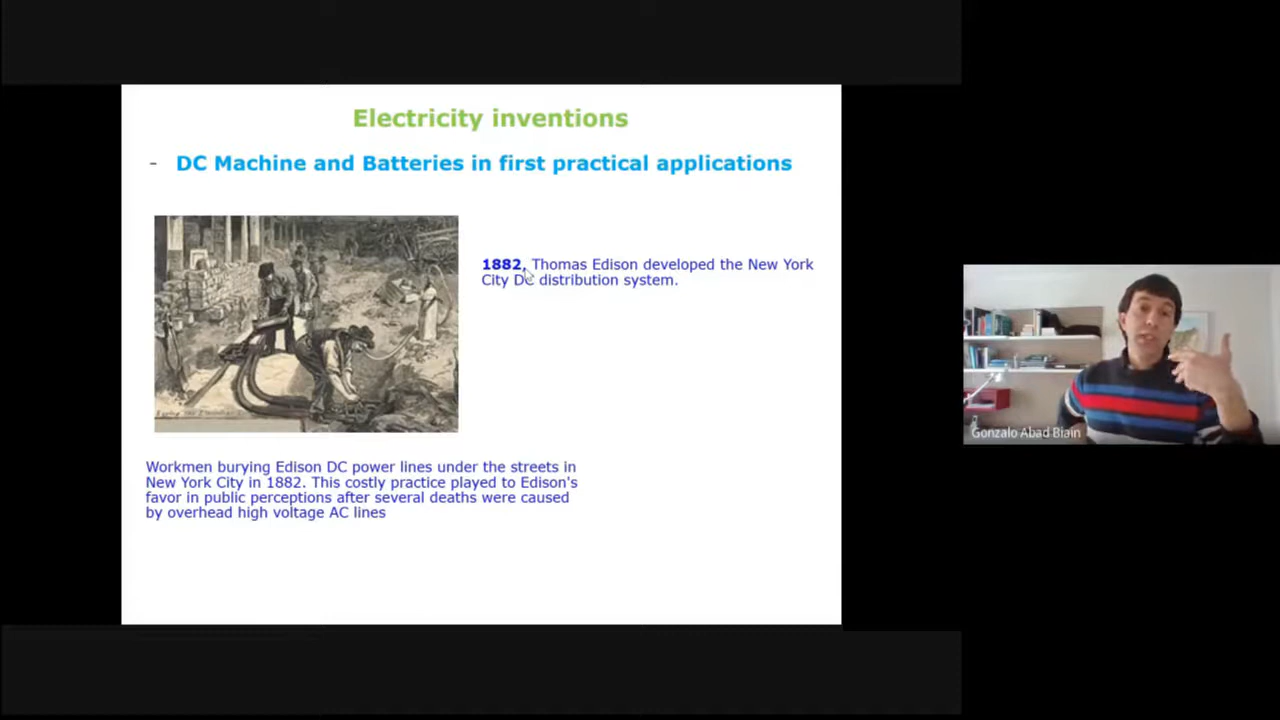 Electricity inventions
- DC Machine and Batteries in first practical applications
1882, Thomas Edison developed the New York
City DC distribution system.
Workmen burying Edison DC power lines under the streets in
New York City in 1882. This costly practice played to Edison's
favor in public perceptions after several deaths were caused
by overhead high voltage AC lines
Gonzalo Abad Biain